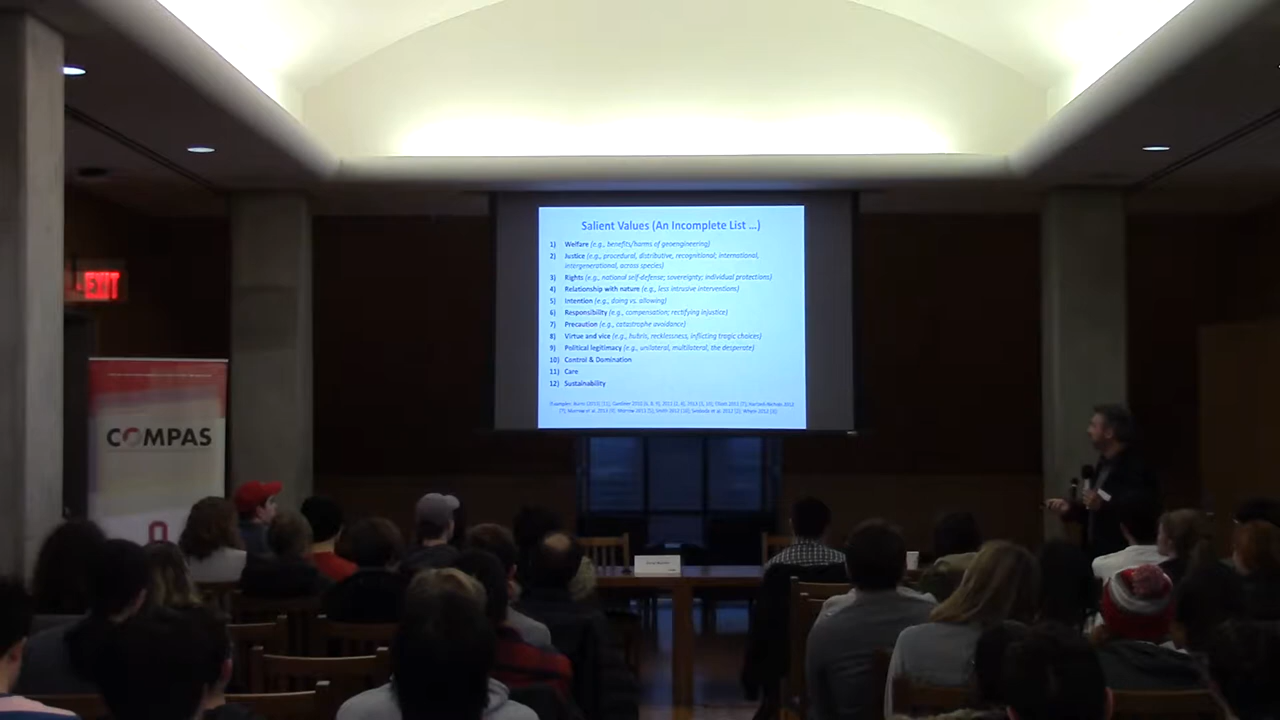 Salient Values (An Incomplete List ...)
1) Welfare (e.g., benefits/harms of geoengineering)
2) Justice (e.g., procedural, distributive, recognitional, international,
intergenerational, across species)
3) Rights (e.g., national self-defense; sovereignty; individual protections)
4) Relationship with nature (e.g., less intrusive interventions)
5) Intention (e.g., doing vs. allowing)
6) Responsibility (e.g., compensation; rectifying injustice)
7) Precaution (e.g., catastrophe avoidance)
8) Virtue and vice (e.g., hubris, recklessness, inflicting tragic choices)
9) Political legitimacy (e.g., unilateral, multilateral, the desperate)
10) Control & Domination
11) Care
12) Sustainability
EXIT
COMPAS